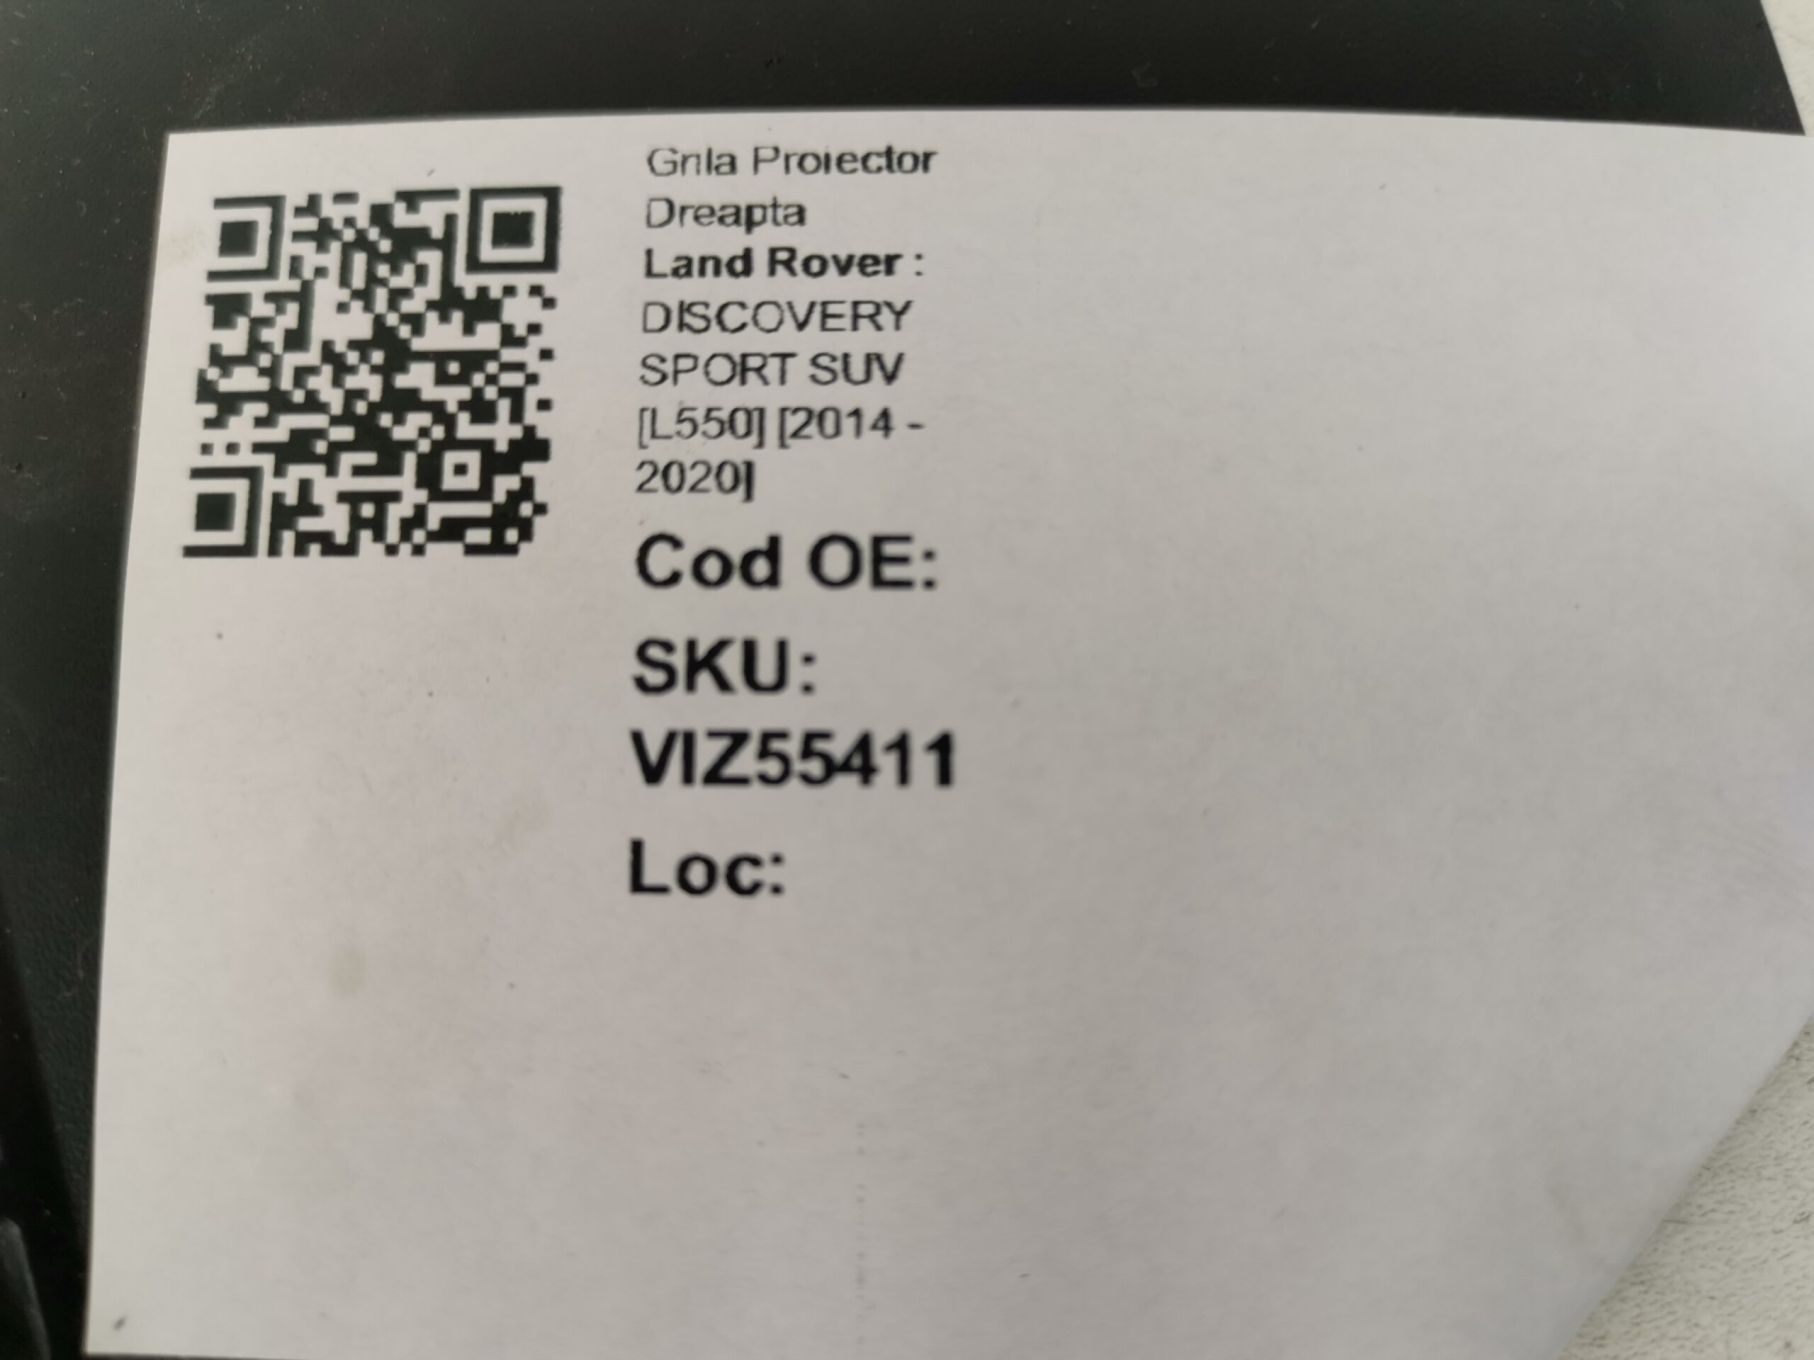 Grila Proiector
Dreapta
Land Rover :
DISCOVERY
SPORT SUV
[L550] [2014 -
2020]
Cod OE:
SKU:
VIZ55411
Loc: